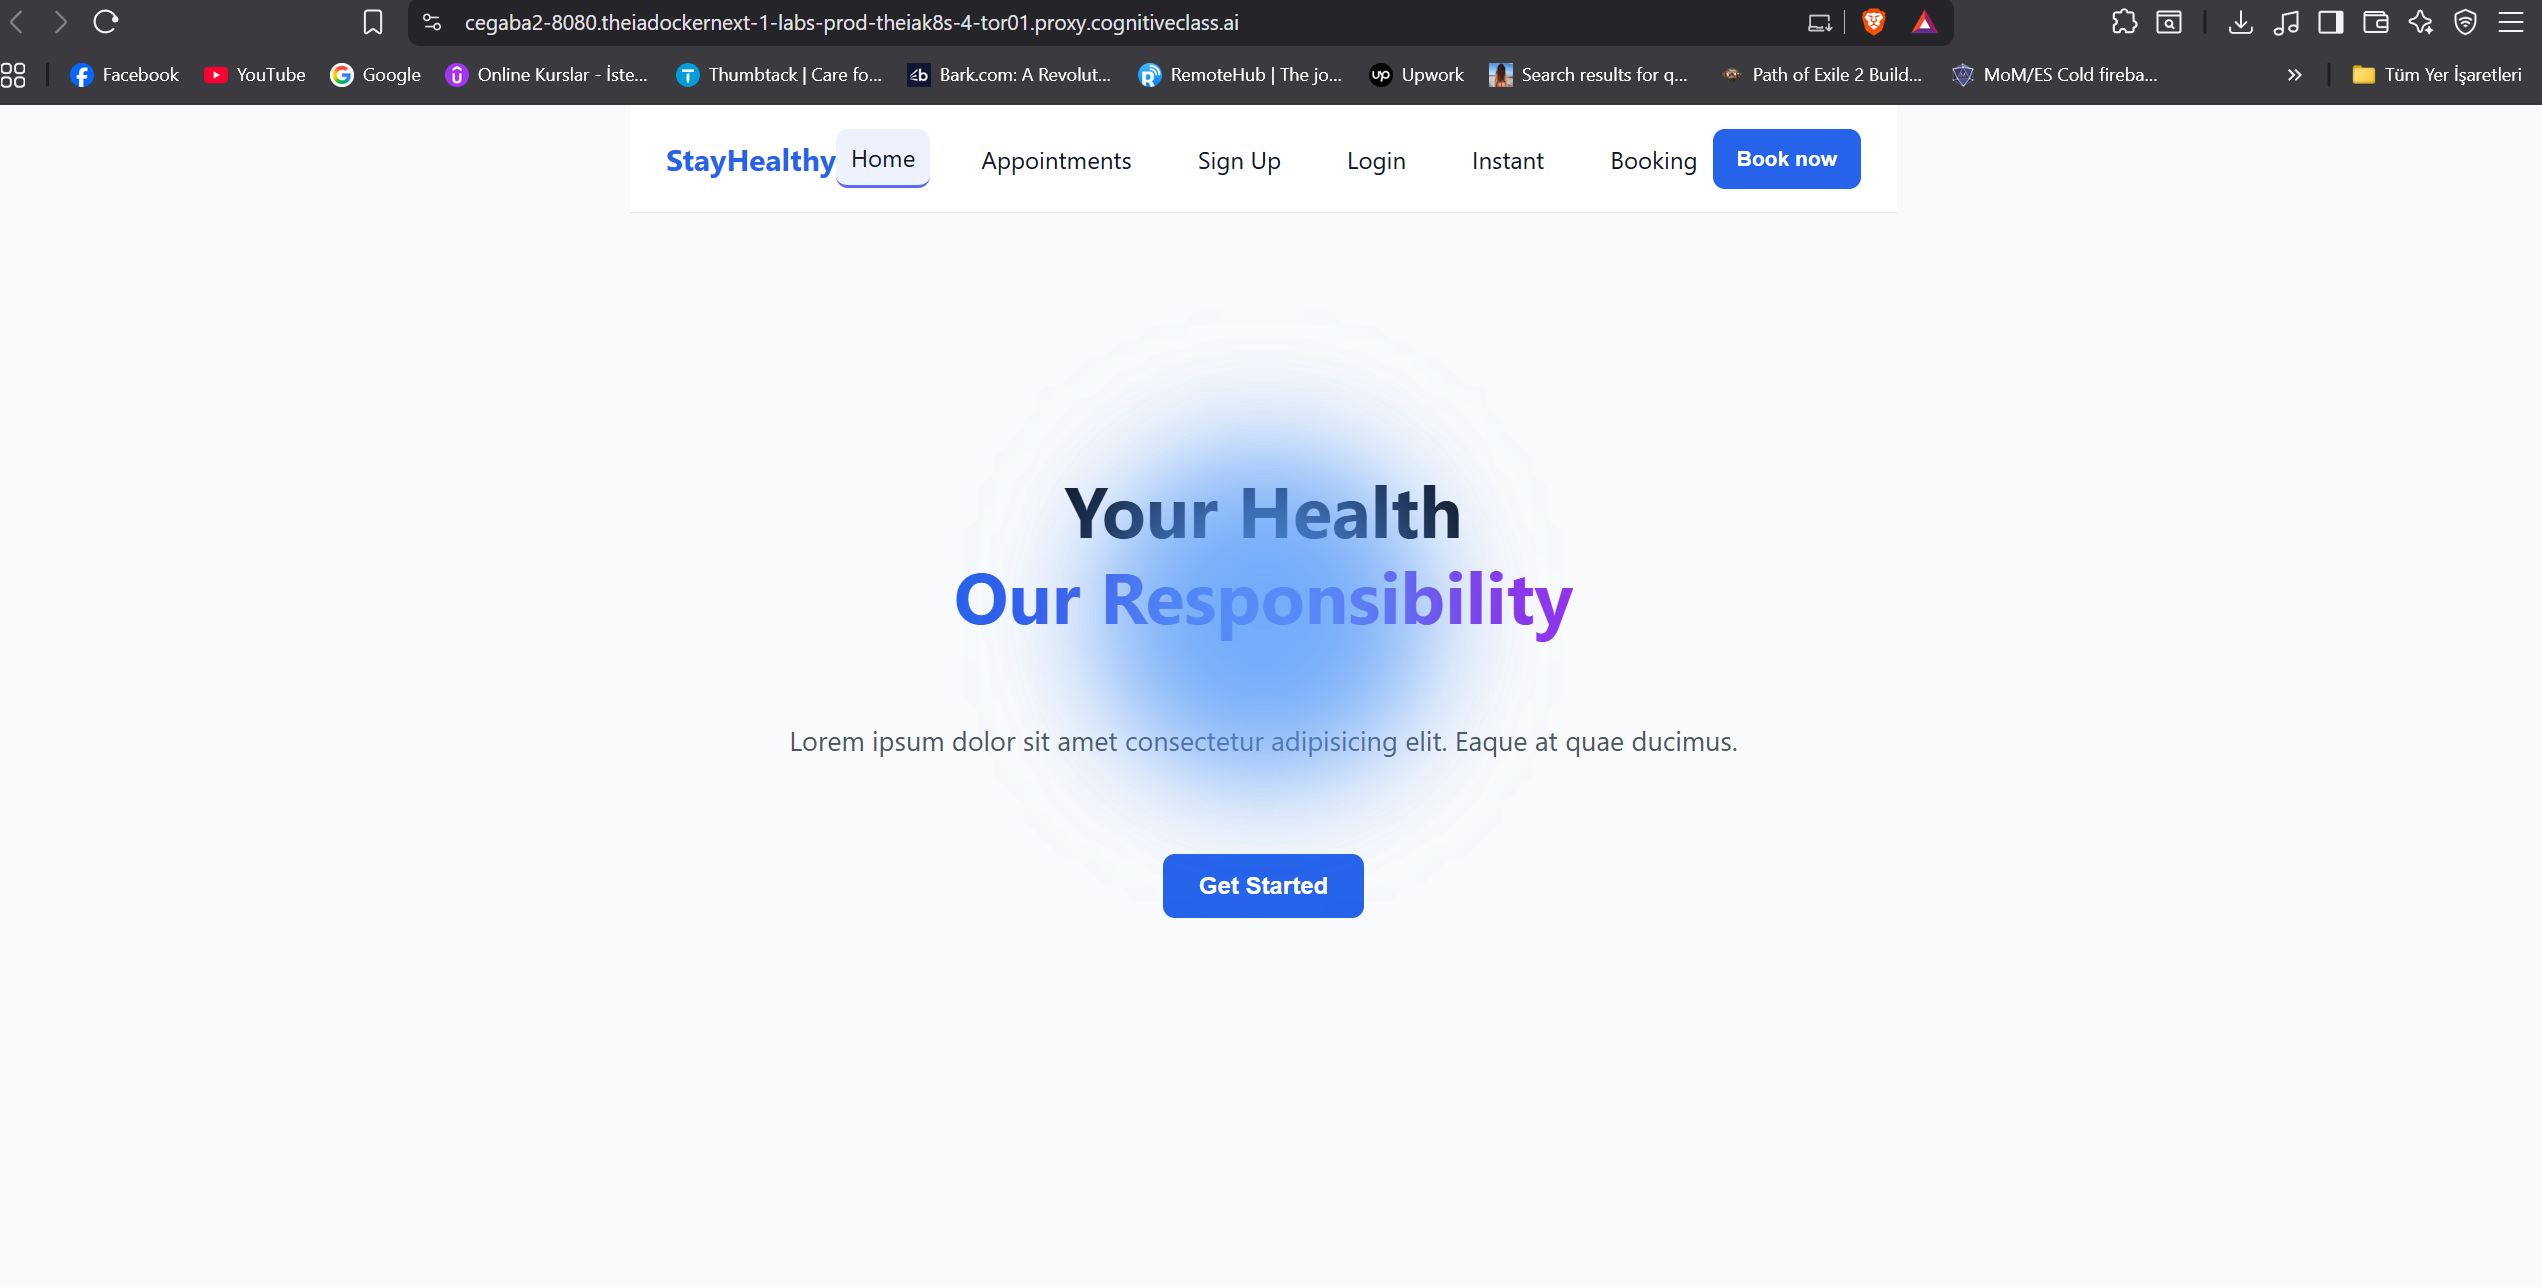 cegaba2-8080.theiadockernext-1-labs-prod-theiak8s-4-tor01.proxy.cognitiveclass.ai
Facebook YouTube Google Online Kurslar - İste... Thumbtack | Care fo... Bark.com: A Revolut... RemoteHub | The jo... Upwork Search results for q... Path of Exile 2 Build... MoM/ES Cold fireba... » Tüm Yer İşaretleri
StayHealthy Home Appointments Sign Up Login Instant Booking Book now
Your Health
Our Responsibility
Lorem ipsum dolor sit amet consectetur adipisicing elit. Eaque at quae ducimus.
Get Started